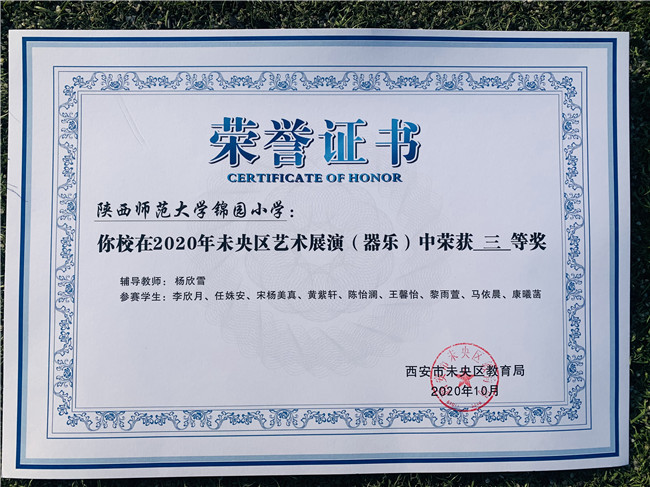 荣誉证书
CERTIFICATE OF HONOR
陕西师范大学锦园小学：
你校在2020年未央区艺术展演（器乐）中荣获 三 等奖
辅导教师：杨欣雪
参赛学生：李欣月、任姝安、宋杨美真、黄紫轩、陈怡澜、王馨怡、黎雨萱、马依晨、康曦菡
西安市未央区教育局
2020年10月